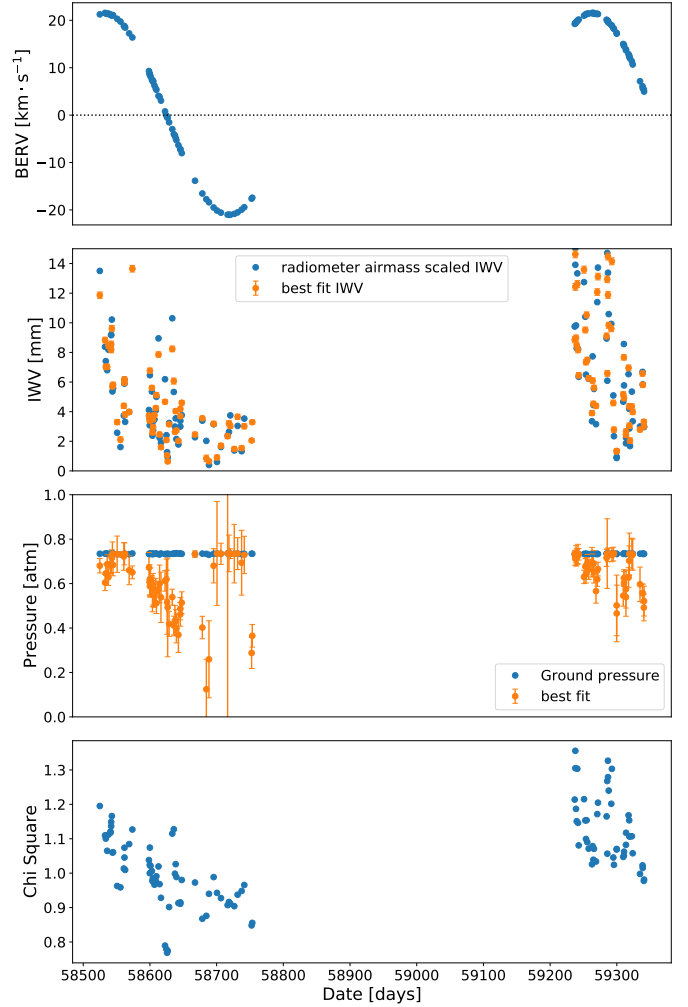 BERV [km · s⁻¹]
20
10
0
−10
−20
IWV [mm]
14
12
10
8
6
4
2
0
radiometer airmass scaled IWV
best fit IWV
Pressure [atm]
1.0
0.8
0.6
0.4
0.2
0.0
Ground pressure
best fit
Chi Square
1.3
1.2
1.1
1.0
0.9
0.8
58500 58600 58700 58800 58900 59000 59100 59200 59300
Date [days]